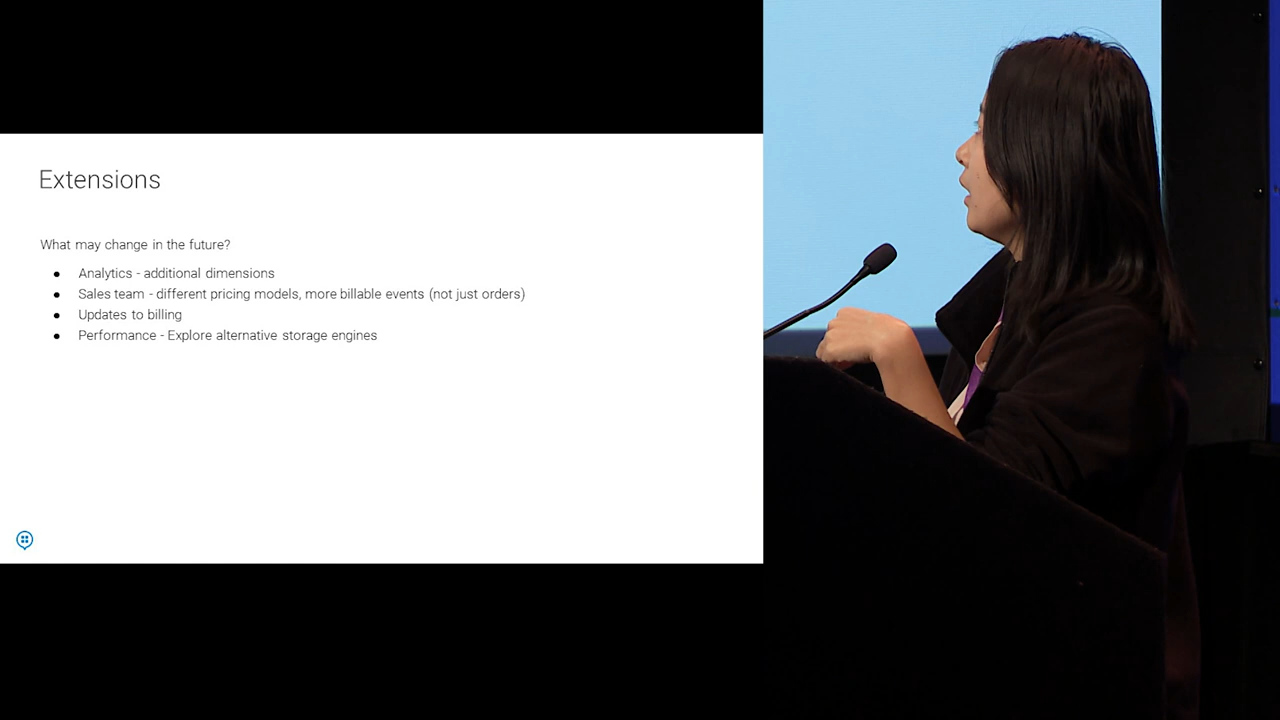 Extensions
What may change in the future?
● Analytics - additional dimensions
● Sales team - different pricing models, more billable events (not just orders)
● Updates to billing
● Performance - Explore alternative storage engines